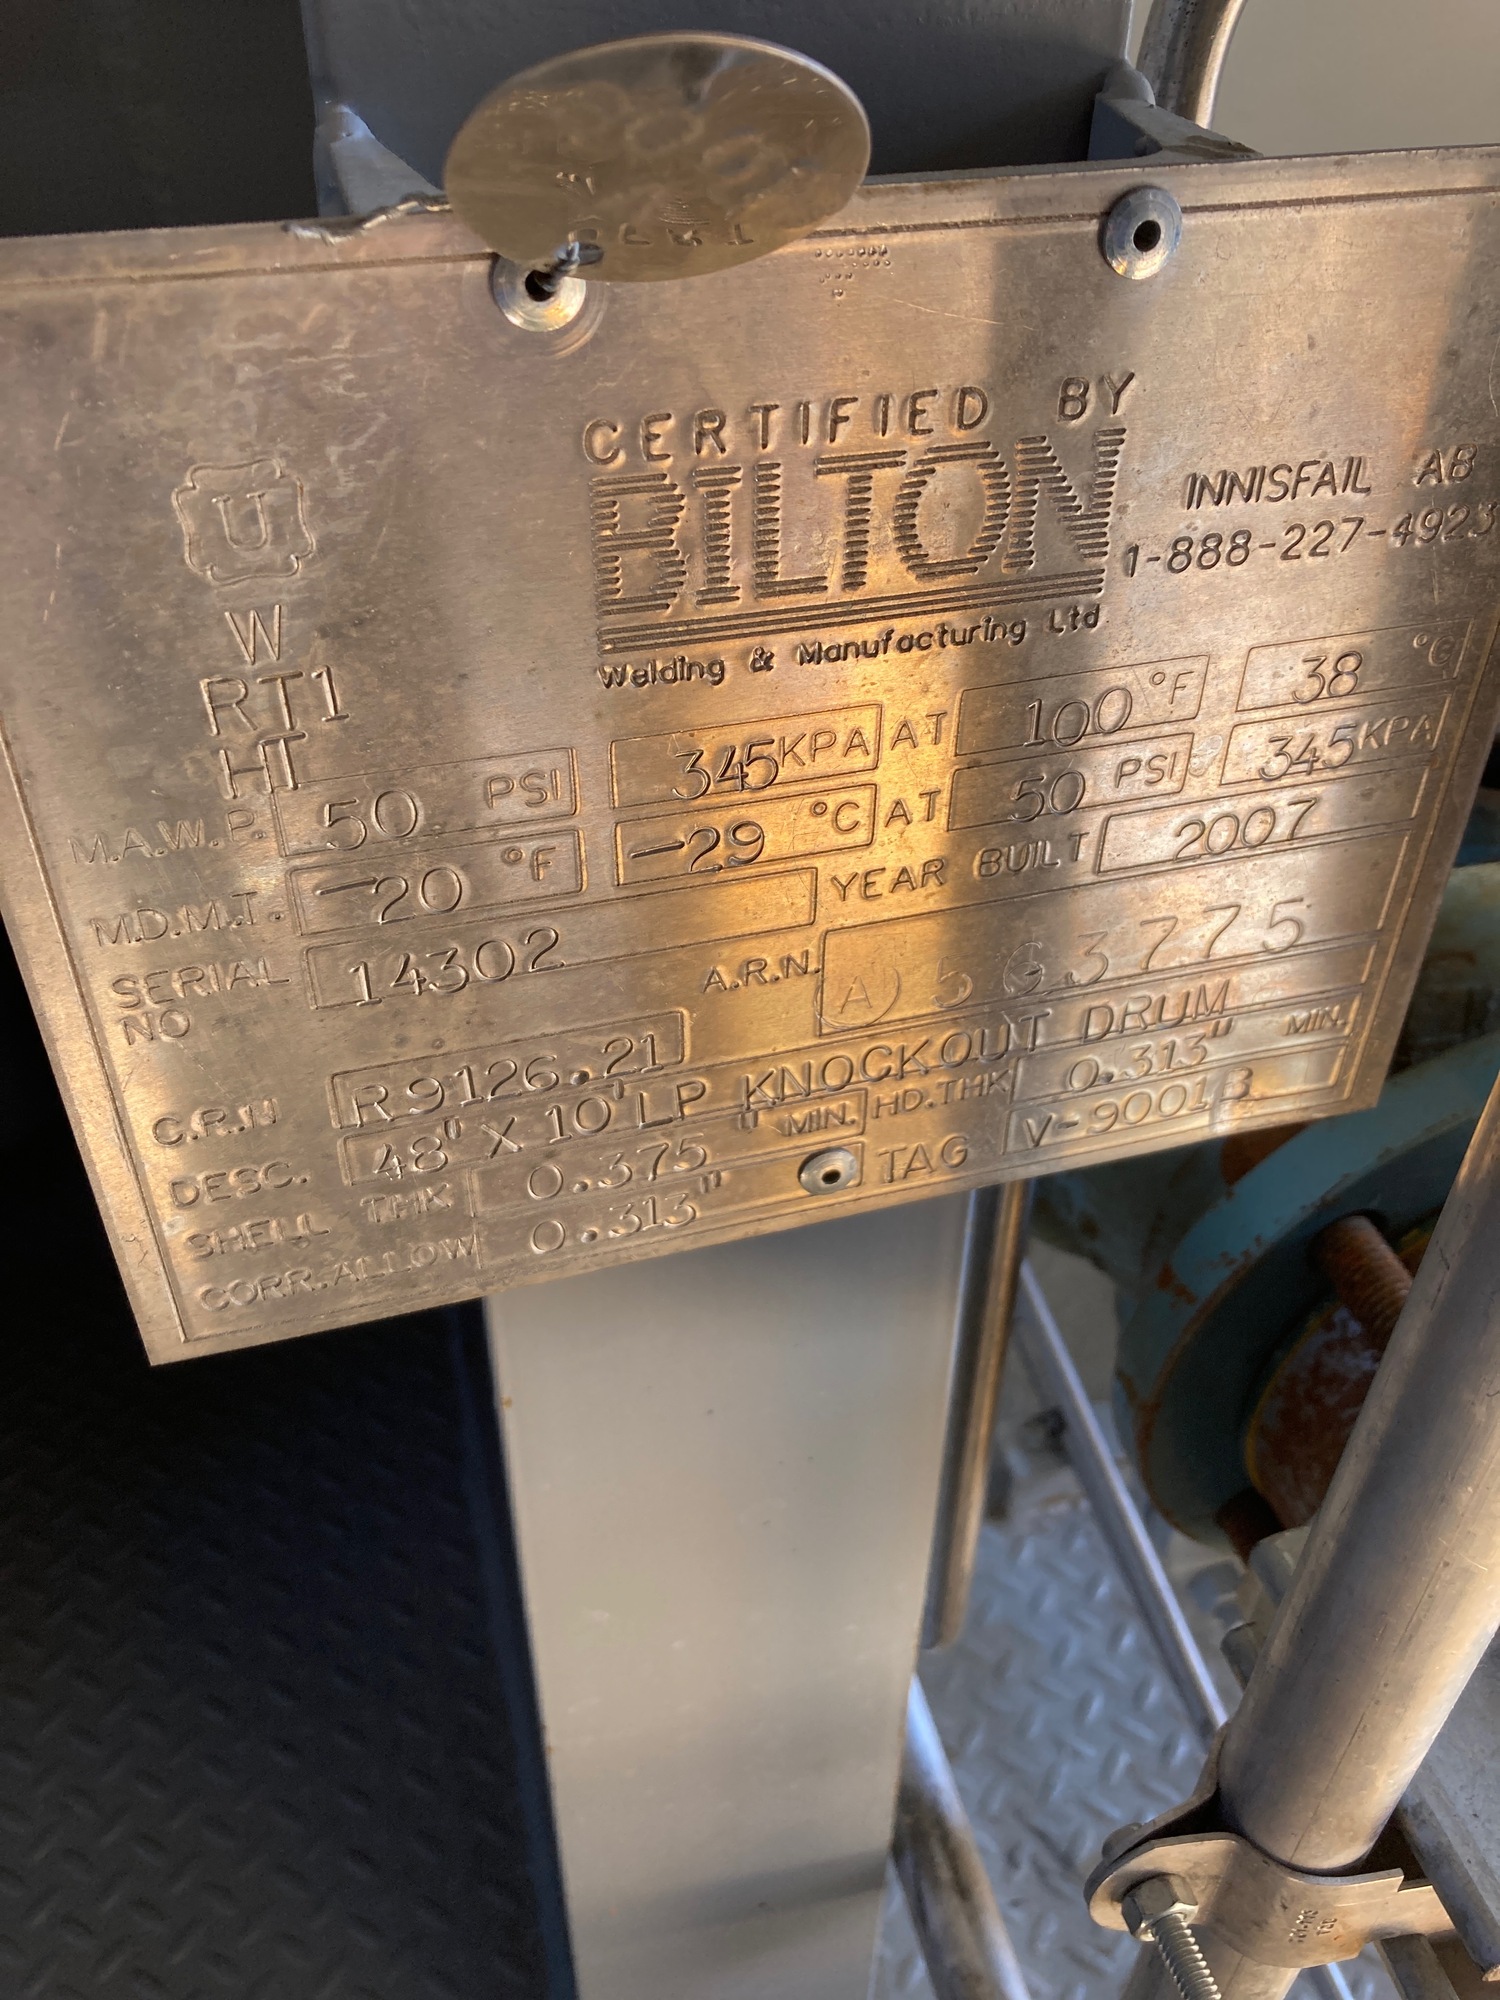 CERTIFIED BY
BILTON
Welding & Manufacturing Ltd
INNISFAIL AB
1-888-227-4923
U
W
RT1
HT
M.A.W.P. 50 PSI 345 KPA AT 100 °F 38 °C
M.D.M.T. -20 °F -29 °C AT 50 PSI 345 KPA
SERIAL NO 14302 YEAR BUILT 2007
C.R.N R9126.21 A.R.N. A 5G3775
DESC. 48" X 10' LP KNOCKOUT DRUM
SHELL THK 0.375 " MIN. HD.THK 0.313" MIN.
CORR.ALLOW 0.313" TAG V-9001B